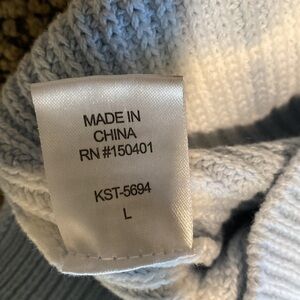 MADE IN
CHINA
RN #150401
KST-5694
L